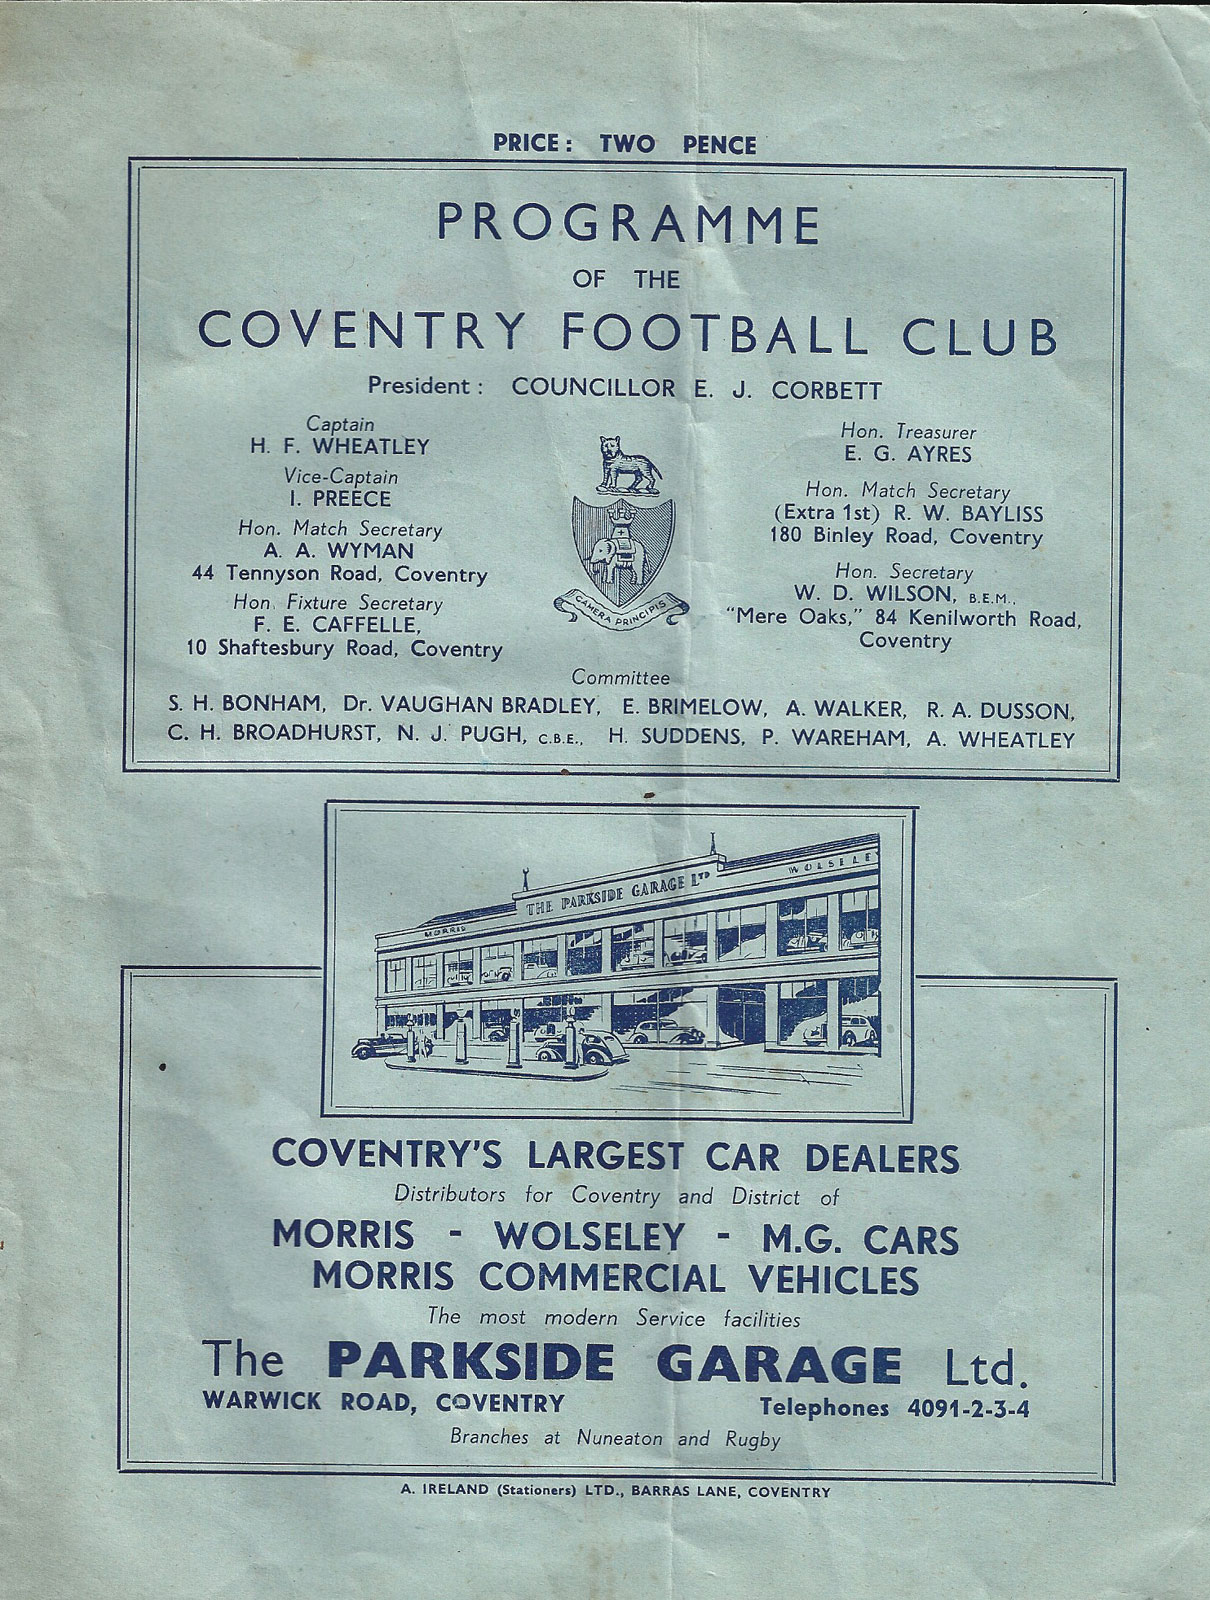 PRICE: TWO PENCE
PROGRAMME
OF THE
COVENTRY FOOTBALL CLUB
President: COUNCILLOR E. J. CORBETT
Captain
H. F. WHEATLEY
Vice-Captain
I. PREECE
Hon. Match Secretary
A. A. WYMAN
44 Tennyson Road, Coventry
Hon. Fixture Secretary
F. E. CAFFELLE,
10 Shaftesbury Road, Coventry
CAMERA PRINCIPIS
Hon. Treasurer
E. G. AYRES
Hon. Match Secretary
(Extra 1st) R. W. BAYLISS
180 Binley Road, Coventry
Hon. Secretary
W. D. WILSON, B.E.M.,
"Mere Oaks," 84 Kenilworth Road,
Coventry
Committee
S. H. BONHAM, Dr. VAUGHAN BRADLEY, E. BRIMELOW, A. WALKER, R. A. DUSSON,
C. H. BROADHURST, N. J. PUGH, C.B.E., H. SUDDENS, P. WAREHAM, A. WHEATLEY
MORRIS THE PARKSIDE GARAGE LTD WOLSELE
COVENTRY'S LARGEST CAR DEALERS
Distributors for Coventry and District of
MORRIS - WOLSELEY - M.G. CARS
MORRIS COMMERCIAL VEHICLES
The most modern Service facilities
The PARKSIDE GARAGE Ltd.
WARWICK ROAD, COVENTRY Telephones 4091-2-3-4
Branches at Nuneaton and Rugby
A. IRELAND (Stationers) LTD., BARRAS LANE, COVENTRY